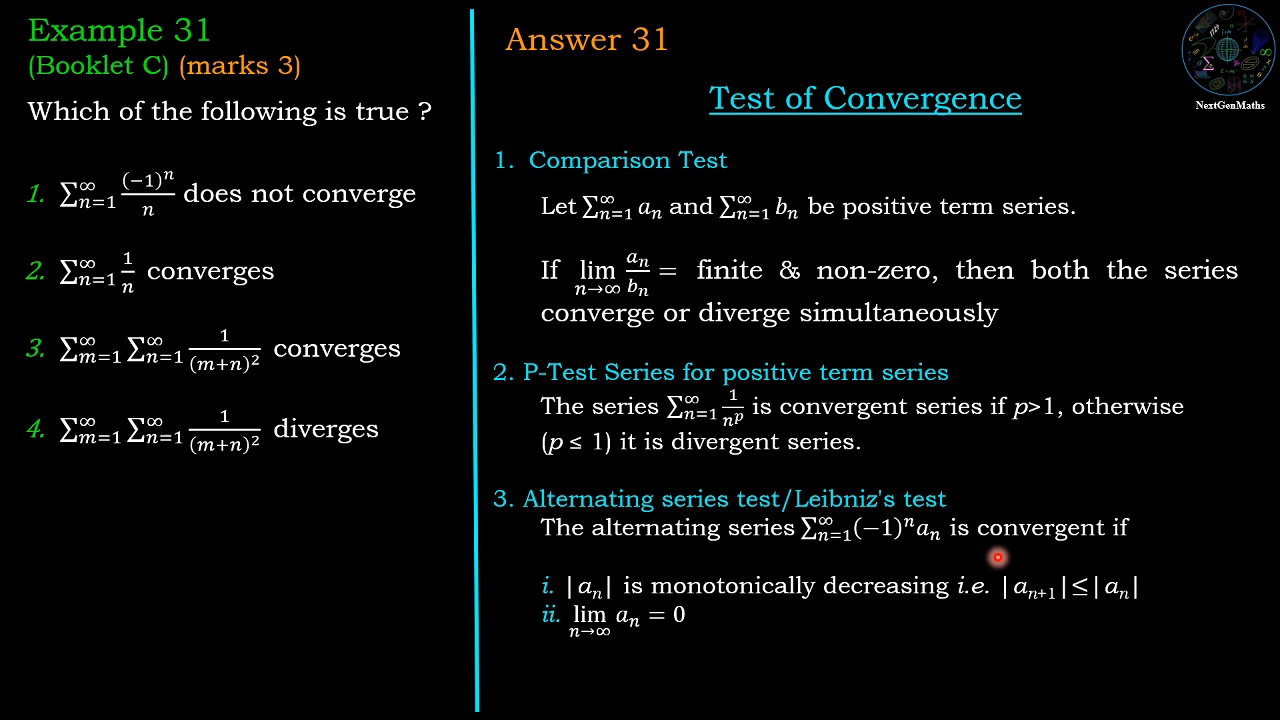 Example 31
(Booklet C) (marks 3)
Which of the following is true ?
1. ∑_{n=1}^{∞} \frac{(−1)^n}{n} does not converge
2. ∑_{n=1}^{∞} \frac{1}{n} converges
3. ∑_{m=1}^{∞} ∑_{n=1}^{∞} \frac{1}{(m+n)^2} converges
4. ∑_{m=1}^{∞} ∑_{n=1}^{∞} \frac{1}{(m+n)^2} diverges
Answer 31
NextGenMaths
Test of Convergence
1. Comparison Test
Let ∑_{n=1}^{∞} a_n and ∑_{n=1}^{∞} b_n be positive term series.
If \lim_{n→∞} \frac{a_n}{b_n} = finite & non-zero, then both the series
converge or diverge simultaneously
2. P-Test Series for positive term series
The series ∑_{n=1}^{∞} \frac{1}{n^p} is convergent series if p>1, otherwise
(p ≤ 1) it is divergent series.
3. Alternating series test/Leibniz's test
The alternating series ∑_{n=1}^{∞} (−1)^n a_n is convergent if
i. |a_n| is monotonically decreasing i.e. |a_{n+1}|≤|a_n|
ii. \lim_{n→∞} a_n = 0